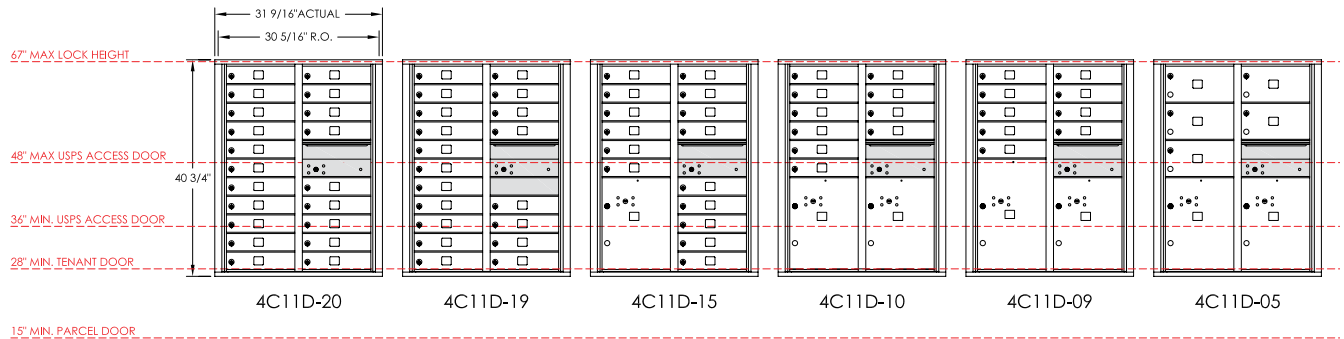 31 9/16"ACTUAL
30 5/16" R.O.
67" MAX LOCK HEIGHT
48" MAX USPS ACCESS DOOR
40 3/4"
36" MIN. USPS ACCESS DOOR
28" MIN. TENANT DOOR
4C11D-20
4C11D-19
4C11D-15
4C11D-10
4C11D-09
4C11D-05
15" MIN. PARCEL DOOR